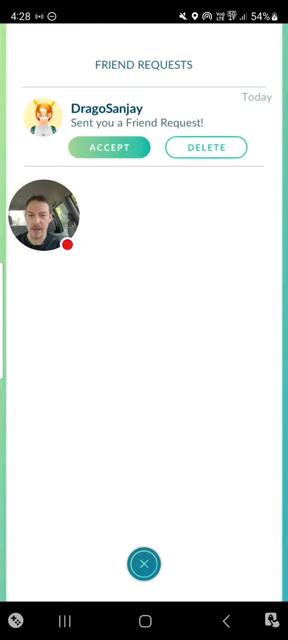 4:28
54%
FRIEND REQUESTS
Today
DragoSanjay
Sent you a Friend Request!
ACCEPT
DELETE